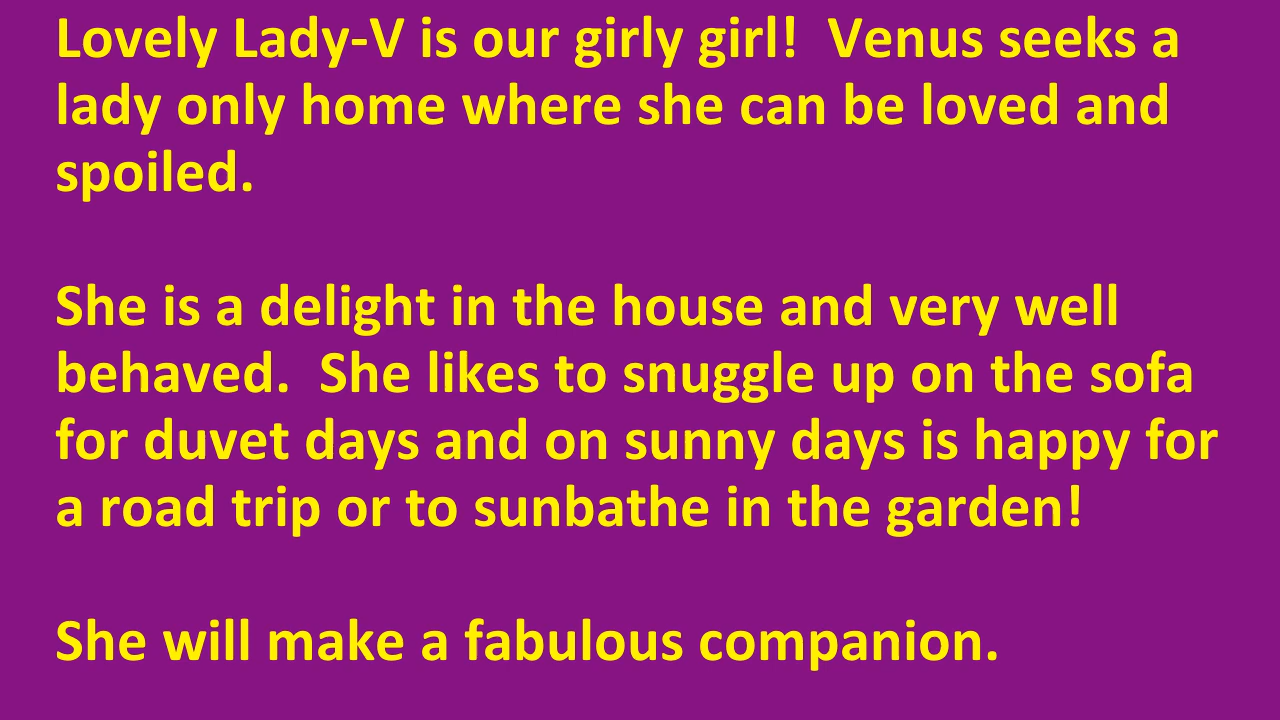 Lovely Lady-V is our girly girl!  Venus seeks a
lady only home where she can be loved and
spoiled.
She is a delight in the house and very well
behaved.  She likes to snuggle up on the sofa
for duvet days and on sunny days is happy for
a road trip or to sunbathe in the garden!
She will make a fabulous companion.